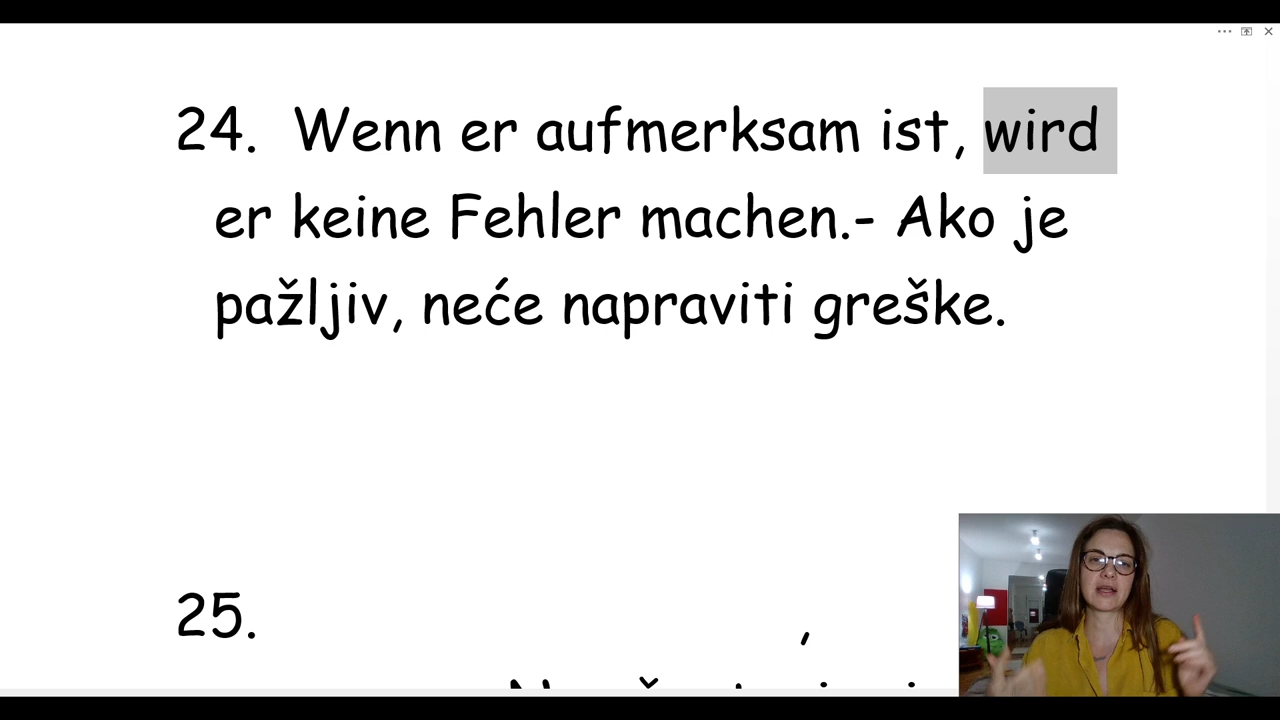 24. Wenn er aufmerksam ist, wird
er keine Fehler machen.- Ako je
pažljiv, neće napraviti greške.
25. ,